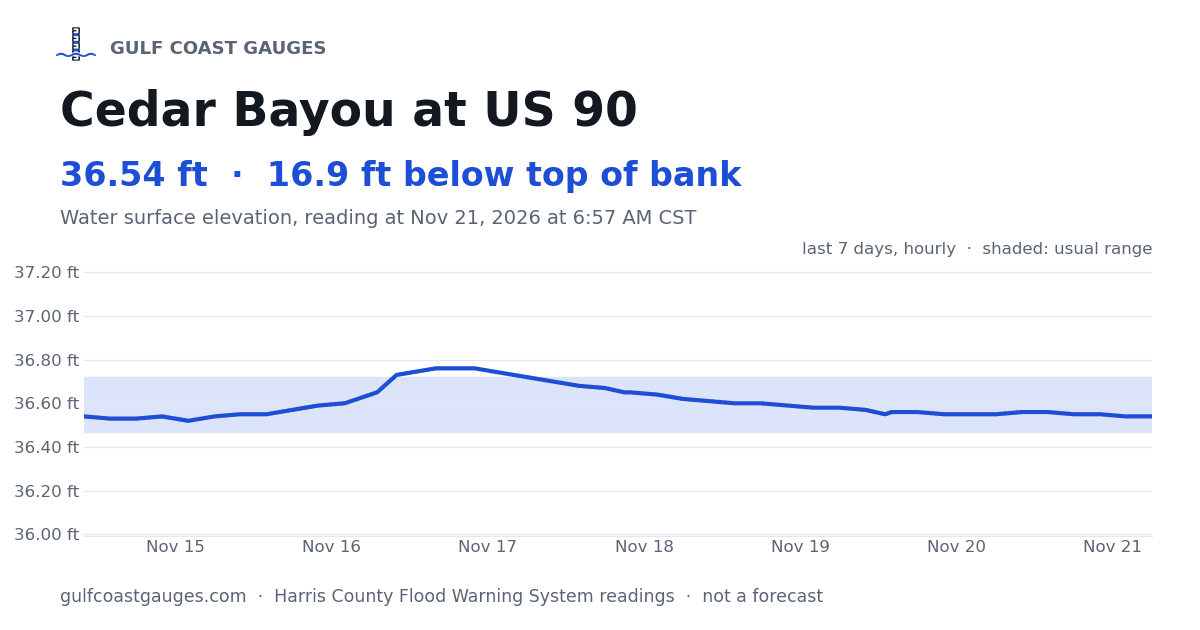 GULF COAST GAUGES
Cedar Bayou at US 90
36.54 ft · 16.9 ft below top of bank
Water surface elevation, reading at Nov 21, 2026 at 6:57 AM CST
last 7 days, hourly · shaded: usual range
37.20 ft
37.00 ft
36.80 ft
36.60 ft
36.40 ft
36.20 ft
36.00 ft
Nov 15 Nov 16 Nov 17 Nov 18 Nov 19 Nov 20 Nov 21
gulfcoastgauges.com · Harris County Flood Warning System readings · not a forecast